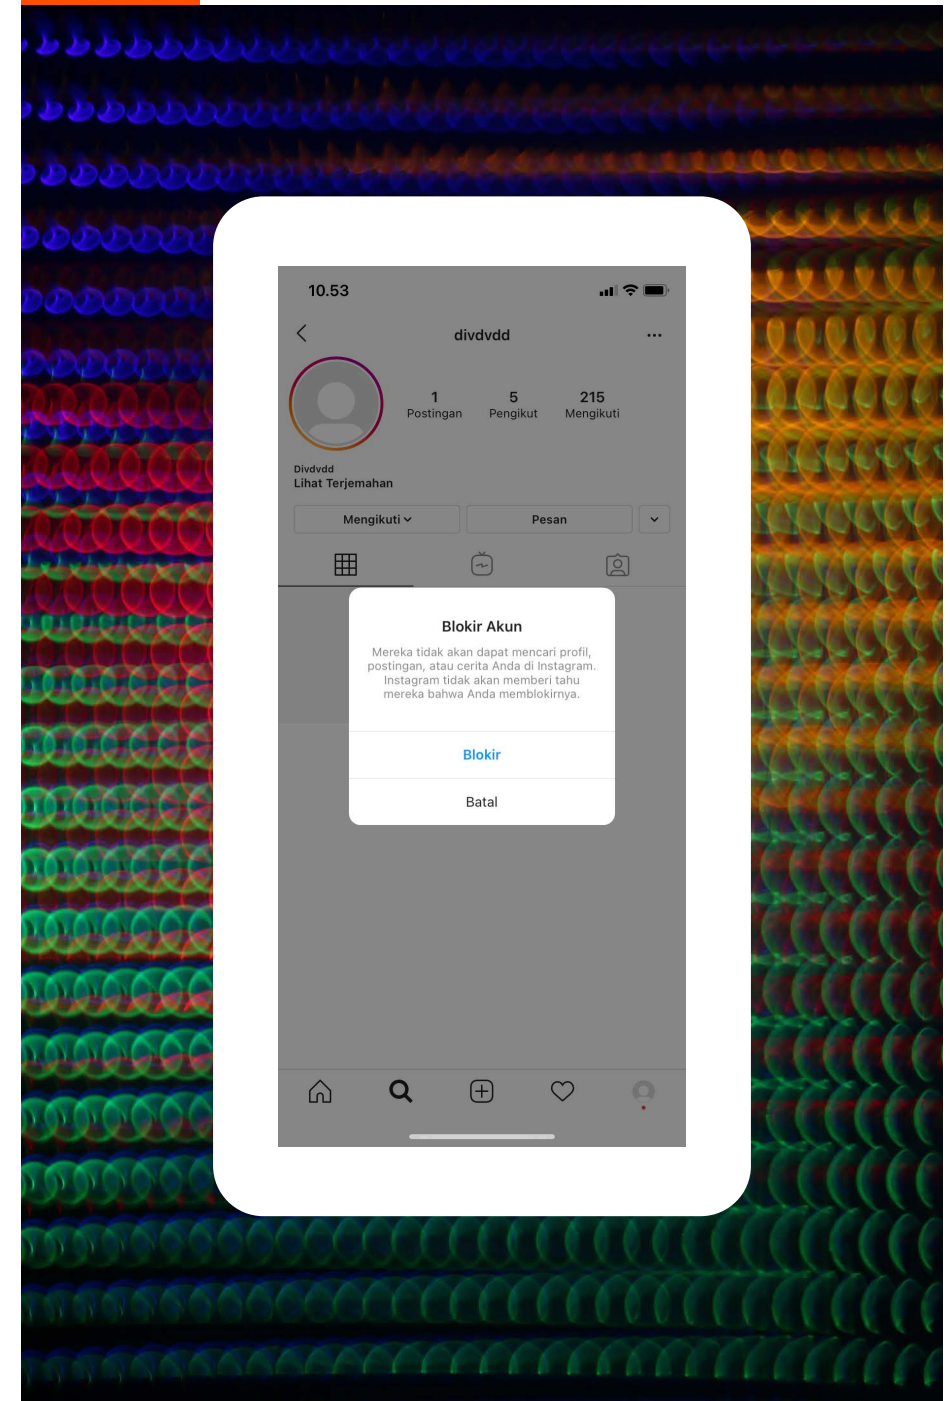 10.53
divdvdd
1 5 215
Postingan Pengikut Mengikuti
Divdvdd
Lihat Terjemahan
Mengikuti Pesan
Blokir Akun
Mereka tidak akan dapat mencari profil,
postingan, atau cerita Anda di Instagram.
Instagram tidak akan memberi tahu
mereka bahwa Anda memblokirnya.
Blokir
Batal